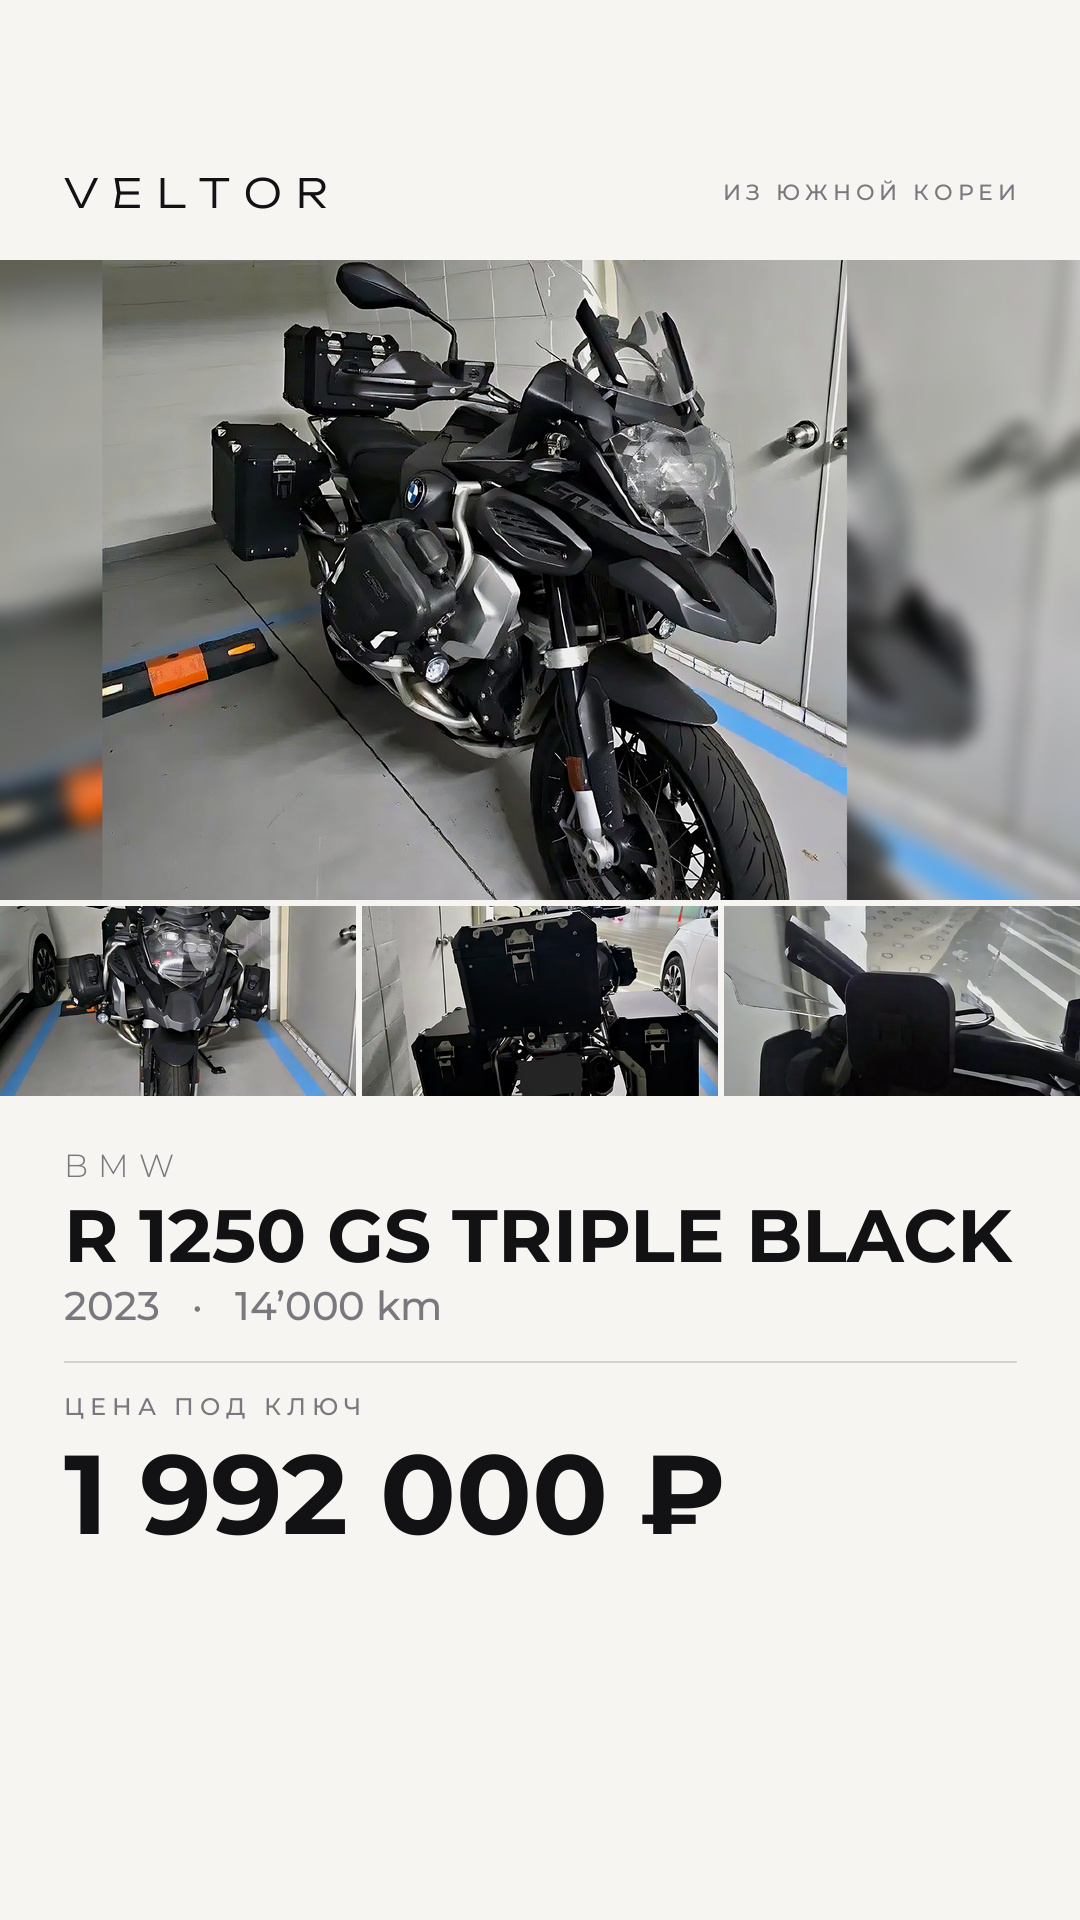 VELTOR
ИЗ ЮЖНОЙ КОРЕИ
BMW
R 1250 GS TRIPLE BLACK
2023 · 14’000 km
ЦЕНА ПОД КЛЮЧ
1 992 000 ₽